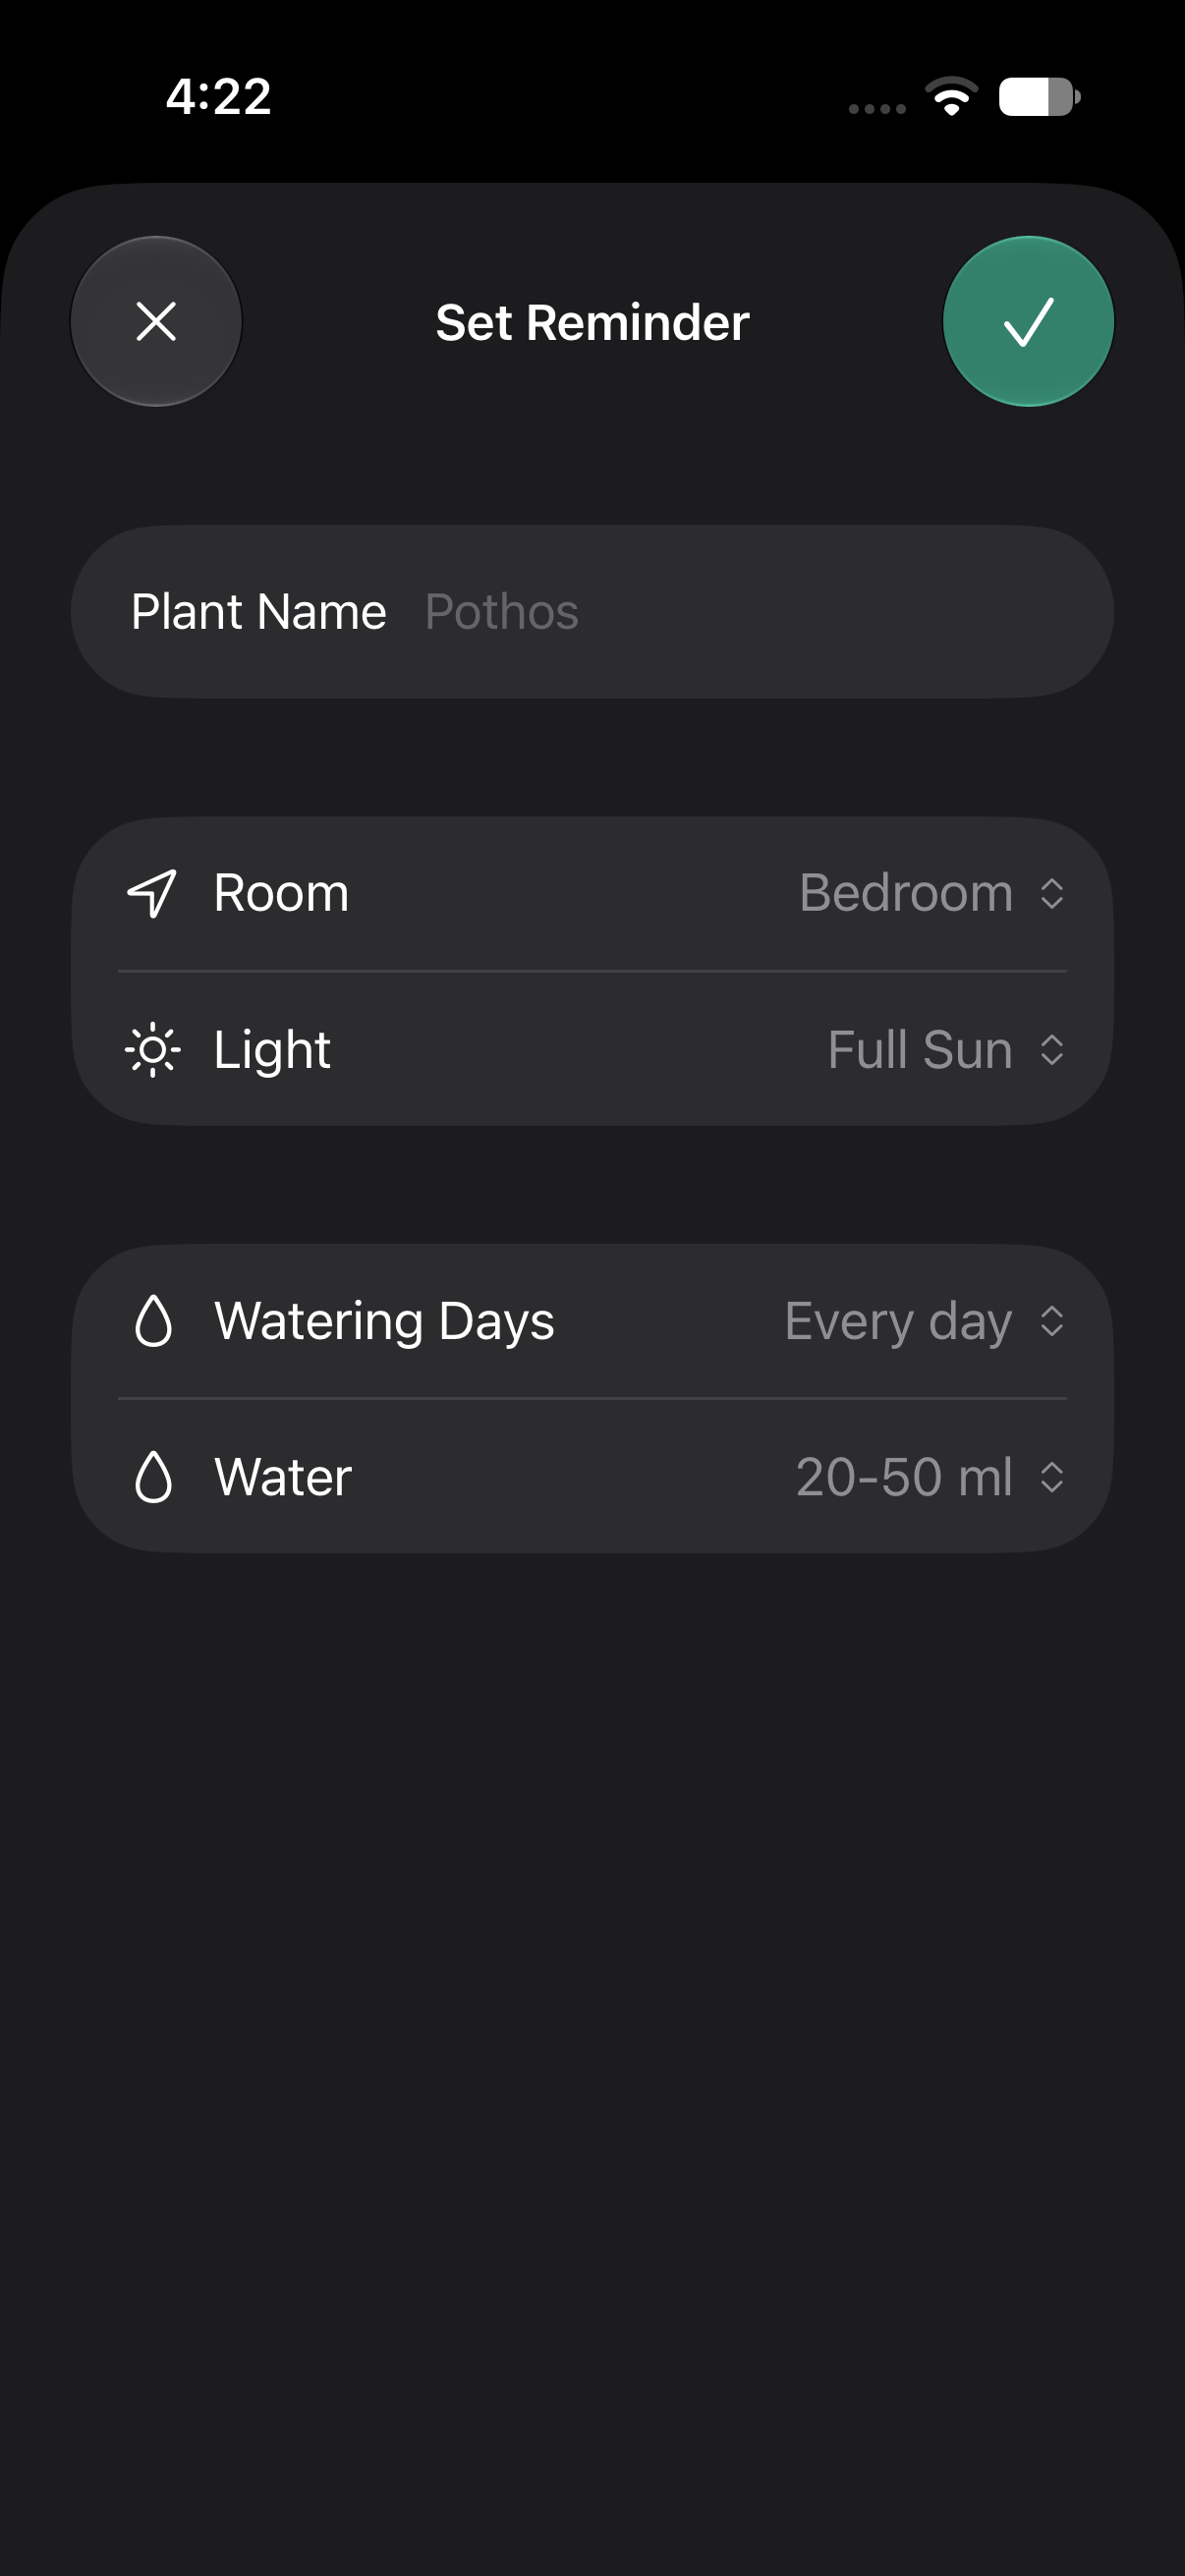 4:22
Set Reminder
Plant Name Pothos
Room Bedroom
Light Full Sun
Watering Days Every day
Water 20-50 ml